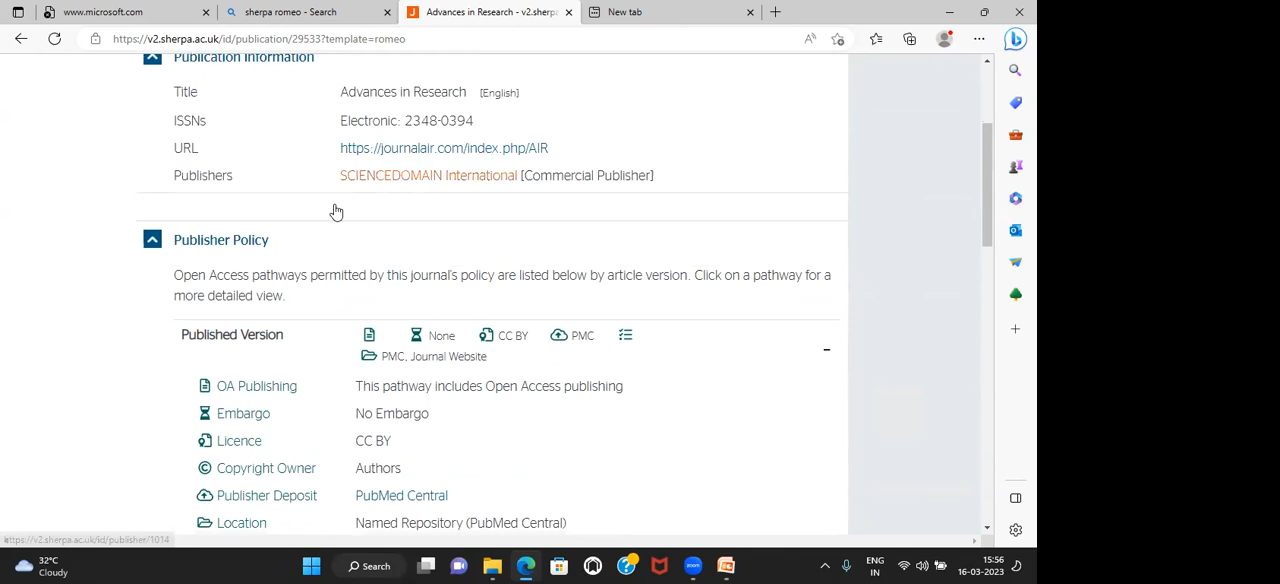 www.microsoft.com
sherpa romeo - Search
Advances in Research - v2.sherpa
New tab
https://v2.sherpa.ac.uk/id/publication/29533?template=romeo
Publication Information
Title Advances in Research [English]
ISSNs Electronic: 2348-0394
URL https://journalair.com/index.php/AIR
Publishers SCIENCEDOMAIN International [Commercial Publisher]
Publisher Policy
Open Access pathways permitted by this journal's policy are listed below by article version. Click on a pathway for a
more detailed view.
Published Version None CC BY PMC
PMC, Journal Website
OA Publishing This pathway includes Open Access publishing
Embargo No Embargo
Licence CC BY
Copyright Owner Authors
Publisher Deposit PubMed Central
Location Named Repository (PubMed Central)
https://v2.sherpa.ac.uk/id/publisher/1014
32°C
Cloudy
Search
zoom
ENG
IN
15:56
16-03-2023